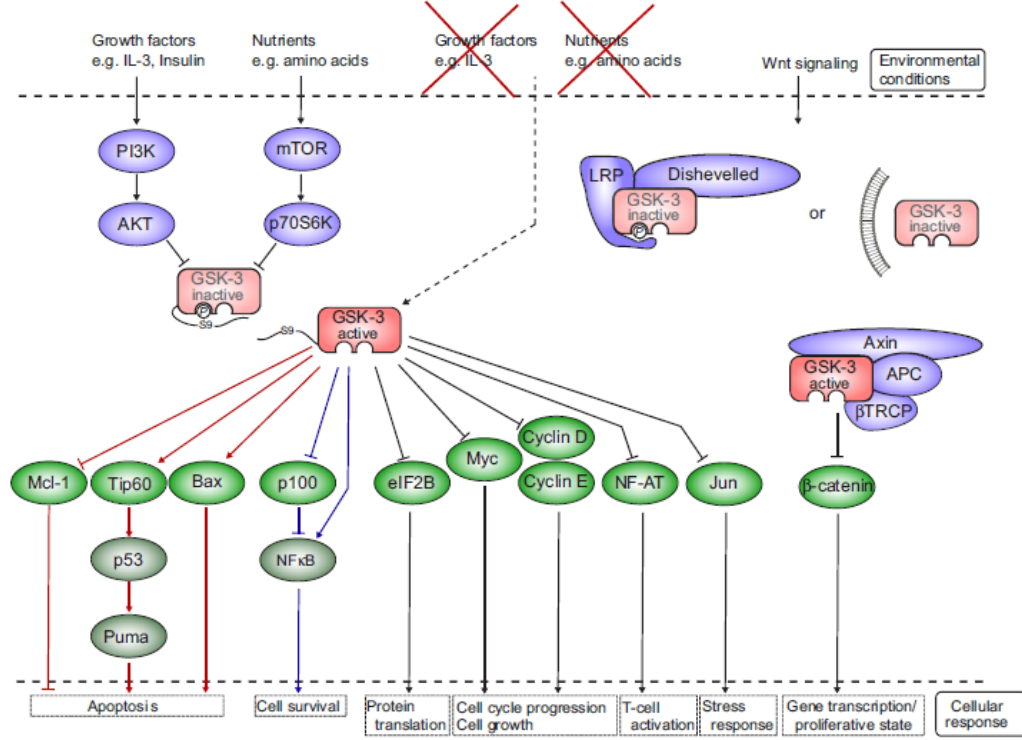 Growth factors
e.g. IL-3, Insulin
Nutrients
e.g. amino acids
Growth factors
e.g. IL-3
Nutrients
e.g. amino acids
Wnt signaling
Environmental
conditions
PI3K
mTOR
AKT
p70S6K
GSK-3
inactive
P
S9
LRP
Dishevelled
GSK-3
inactive
P
or
GSK-3
inactive
S9
GSK-3
active
Axin
GSK-3
active
APC
βTRCP
Mcl-1
Tip60
Bax
p100
eIF2B
Myc
Cyclin D
Cyclin E
NF-AT
Jun
β-catenin
p53
NFκB
Puma
Apoptosis
Cell survival
Protein
translation
Cell cycle progression
Cell growth
T-cell
activation
Stress
response
Gene transcription/
proliferative state
Cellular
response